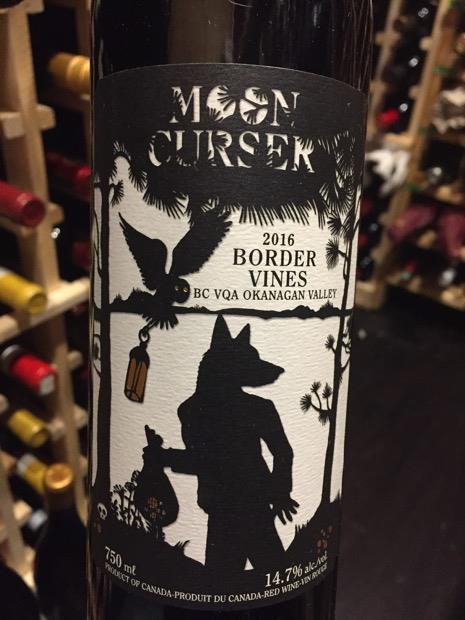 MOON
CURSER
2016
BORDER
VINES
BC VQA OKANAGAN VALLEY
750 ml
14.7% alc./vol.
PRODUCT OF CANADA-PRODUIT DU CANADA-RED WINE-VIN ROUGE